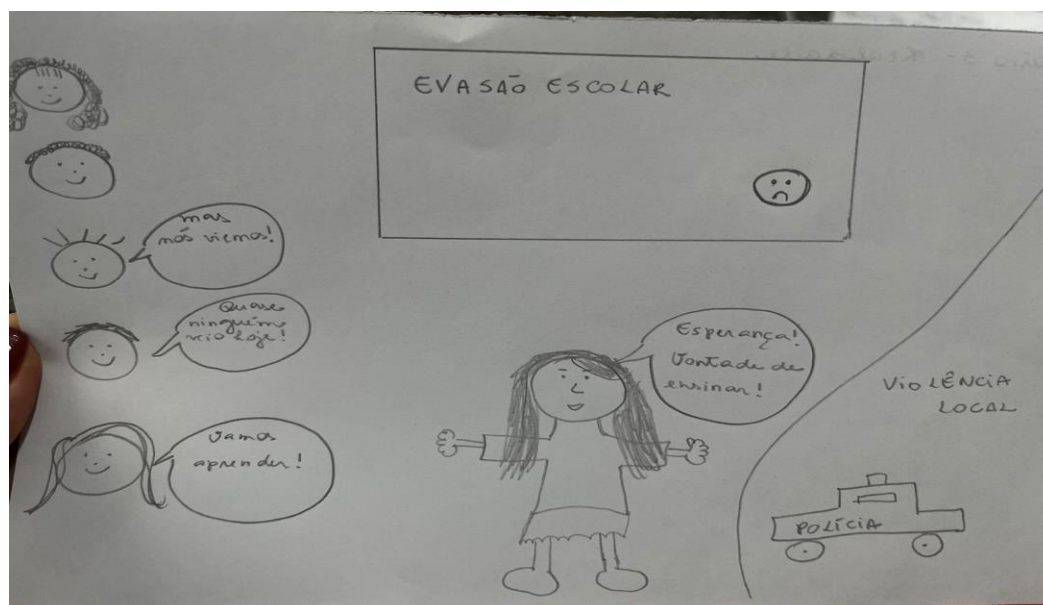 EVASÃO ESCOLAR
mas
nós viemos!
Quase
ninguém
veio hoje!
Vamos
aprender!
Esperança!
Vontade de
ensinar!
VIOLÊNCIA
LOCAL
POLÍCIA